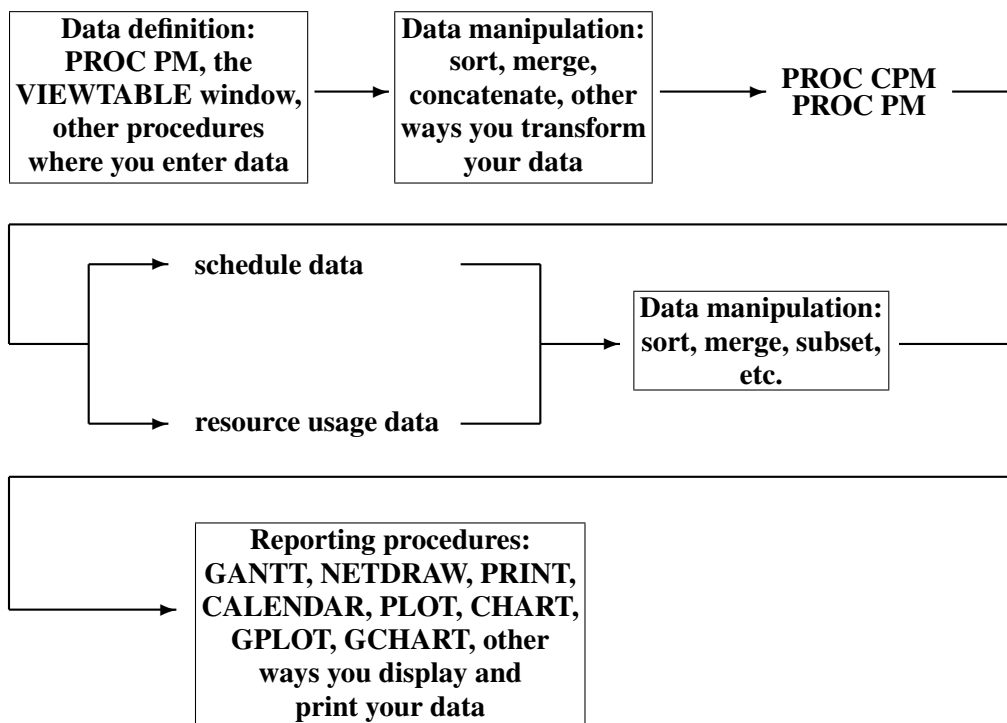 Data definition:
PROC PM, the
VIEWTABLE window,
other procedures
where you enter data
Data manipulation:
sort, merge,
concatenate, other
ways you transform
your data
PROC CPM
PROC PM
schedule data
resource usage data
Data manipulation:
sort, merge, subset,
etc.
Reporting procedures:
GANTT, NETDRAW, PRINT,
CALENDAR, PLOT, CHART,
GPLOT, GCHART, other
ways you display and
print your data